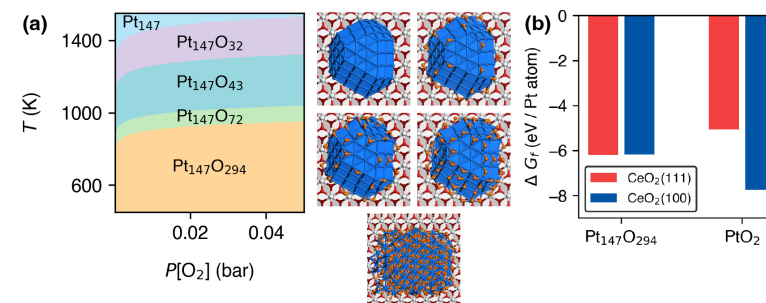 (a)
1400
1000
600
T (K)
Pt147
Pt147O32
Pt147O43
Pt147O72
Pt147O294
0.02 0.04
P[O2] (bar)
(b)
0
−2
−4
−6
−8
Δ Gf (eV / Pt atom)
CeO2(111)
CeO2(100)
Pt147O294 PtO2